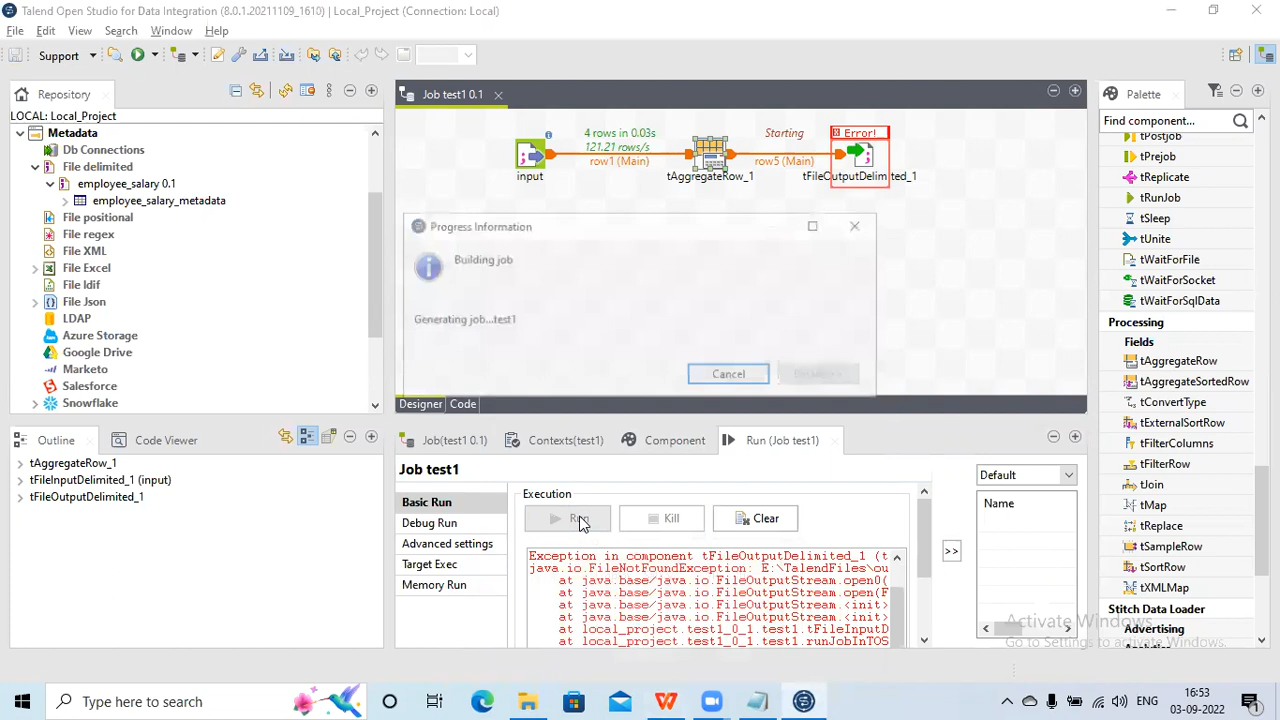 Talend Open Studio for Data Integration (8.0.1.20211109_1610) | Local_Project (Connection: Local)
File Edit View Search Window Help
Support
Repository
LOCAL: Local_Project
Metadata
Db Connections
File delimited
employee_salary 0.1
employee_salary_metadata
File positional
File regex
File XML
File Excel
File ldif
File Json
LDAP
Azure Storage
Google Drive
Marketo
Salesforce
Snowflake
Job test1 0.1
4 rows in 0.03s
121.21 rows/s
row1 (Main)
Starting
row5 (Main)
Error!
input
tAggregateRow_1
tFileOutputDelimited_1
Progress Information
Building job
Generating job...test1
Cancel
Designer Code
Palette
Find component...
tPostjob
tPrejob
tReplicate
tRunJob
tSleep
tUnite
tWaitForFile
tWaitForSocket
tWaitForSqlData
Processing
Fields
tAggregateRow
tAggregateSortedRow
tConvertType
tExternalSortRow
tFilterColumns
tFilterRow
tJoin
tMap
tReplace
tSampleRow
tSortRow
tXMLMap
Stitch Data Loader
Advertising
Outline
Code Viewer
tAggregateRow_1
tFileInputDelimited_1 (input)
tFileOutputDelimited_1
Job(test1 0.1)
Contexts(test1)
Component
Run (Job test1)
Job test1
Basic Run
Debug Run
Advanced settings
Target Exec
Memory Run
Execution
Run
Kill
Clear
Exception in component tFileOutputDelimited_1 (t
java.io.FileNotFoundException: E:\TalendFiles\ou
at java.base/java.io.FileOutputStream.open0(
at java.base/java.io.FileOutputStream.open(F
at java.base/java.io.FileOutputStream.<init>
at java.base/java.io.FileOutputStream.<init>
at local_project.test1_0_1.test1.tFileInputD
at local_project.test1_0_1.test1.runJobInTOS
Default
Name
>>
Activate Windows
Go to Settings to activate Windows.
Type here to search
ENG
16:53
03-09-2022